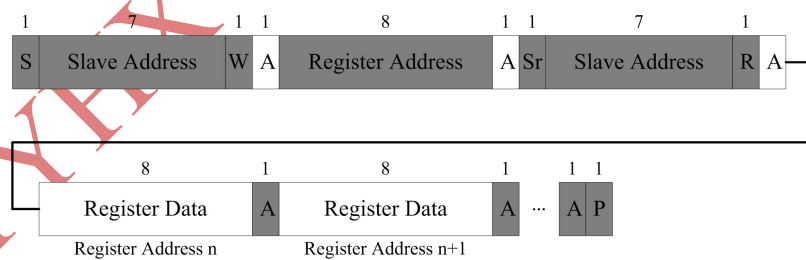 1 7 1 1 8 1 1 7 1
S Slave Address W A Register Address A Sr Slave Address R A
8 1 8 1 1 1
Register Data A Register Data A ... A P
Register Address n Register Address n+1